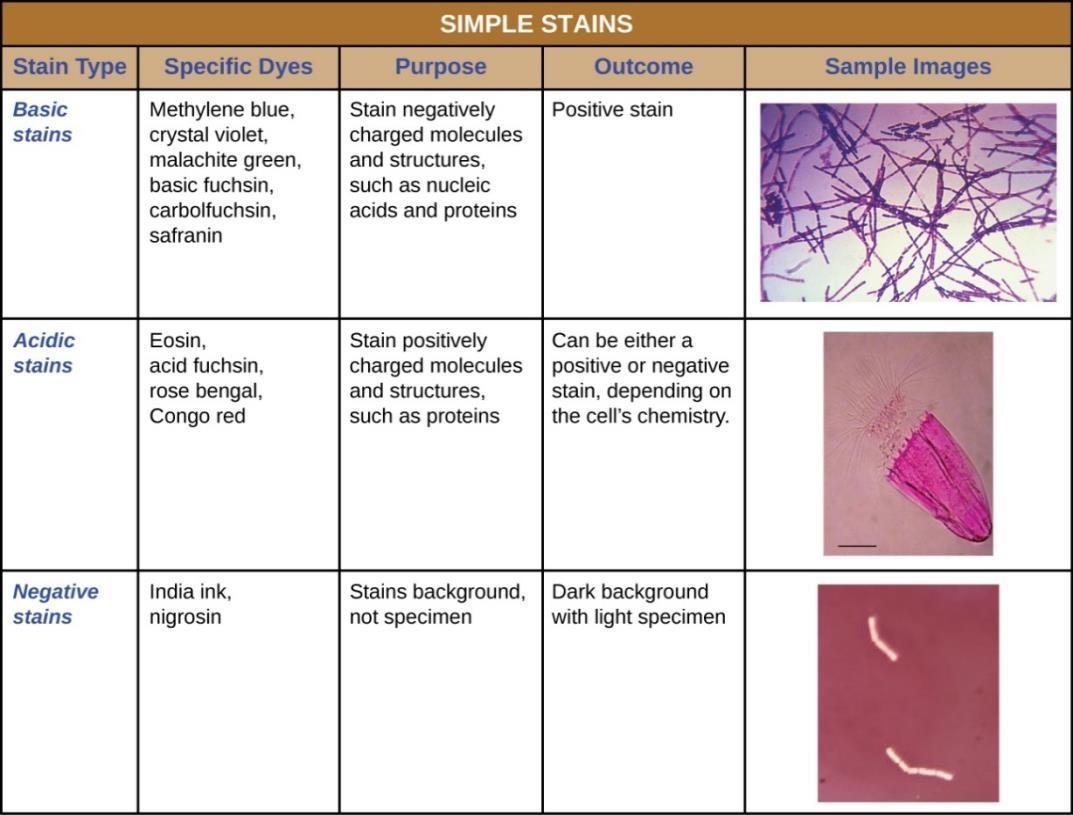 SIMPLE STAINS
Stain Type
Specific Dyes
Purpose
Outcome
Sample Images
Basic
stains
Methylene blue,
crystal violet,
malachite green,
basic fuchsin,
carbolfuchsin,
safranin
Stain negatively
charged molecules
and structures,
such as nucleic
acids and proteins
Positive stain
Acidic
stains
Eosin,
acid fuchsin,
rose bengal,
Congo red
Stain positively
charged molecules
and structures,
such as proteins
Can be either a
positive or negative
stain, depending on
the cell’s chemistry.
Negative
stains
India ink,
nigrosin
Stains background,
not specimen
Dark background
with light specimen